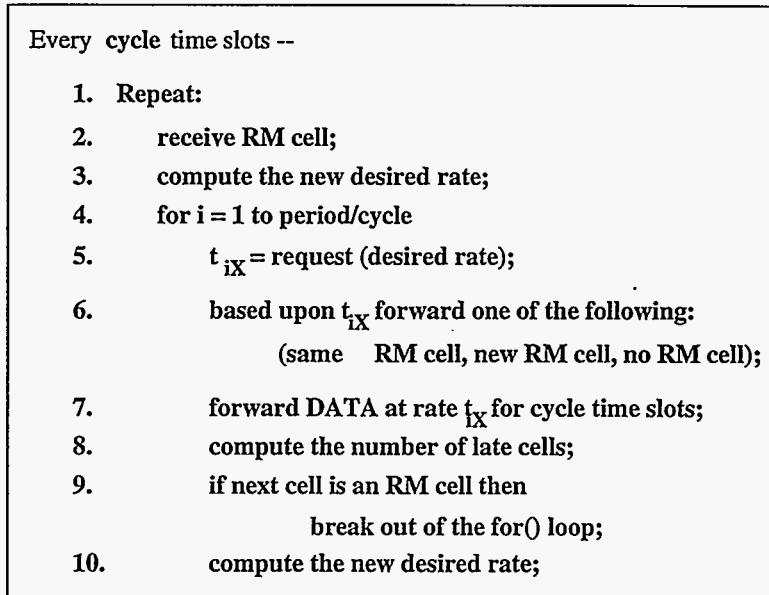 Every cycle time slots --
1. Repeat:
2. receive RM cell;
3. compute the new desired rate;
4. for i = 1 to period/cycle
5. t iX = request (desired rate);
6. based upon t iX forward one of the following:
(same RM cell, new RM cell, no RM cell);
7. forward DATA at rate t iX for cycle time slots;
8. compute the number of late cells;
9. if next cell is an RM cell then
break out of the for() loop;
10. compute the new desired rate;